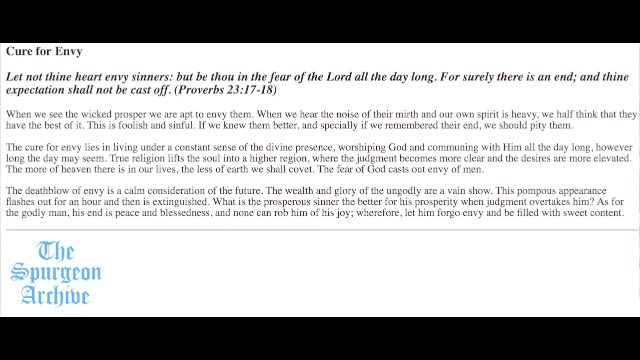 Cure for Envy
Let not thine heart envy sinners: but be thou in the fear of the Lord all the day long. For surely there is an end; and thine
expectation shall not be cast off. (Proverbs 23:17-18)
When we see the wicked prosper we are apt to envy them. When we hear the noise of their mirth and our own spirit is heavy, we half think that they
have the best of it. This is foolish and sinful. If we knew them better, and specially if we remembered their end, we should pity them.
The cure for envy lies in living under a constant sense of the divine presence, worshiping God and communing with Him all the day long, however
long the day may seem. True religion lifts the soul into a higher region, where the judgment becomes more clear and the desires are more elevated.
The more of heaven there is in our lives, the less of earth we shall covet. The fear of God casts out envy of men.
The deathblow of envy is a calm consideration of the future. The wealth and glory of the ungodly are a vain show. This pompous appearance
flashes out for an hour and then is extinguished. What is the prosperous sinner the better for his prosperity when judgment overtakes him? As for
the godly man, his end is peace and blessedness, and none can rob him of his joy; wherefore, let him forgo envy and be filled with sweet content.
The
Spurgeon
Archive